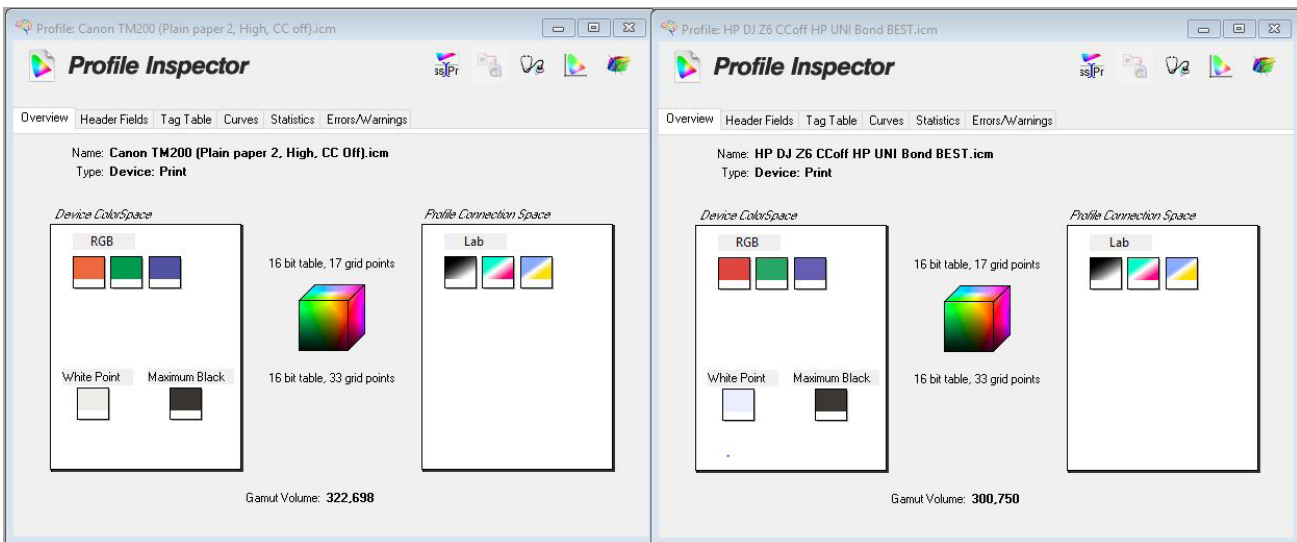 Profile: Canon TM200 (Plain paper 2, High, CC off).icm
Profile Inspector
ss)Pr
Overview Header Fields Tag Table Curves Statistics Errors/Warnings
Name: Canon TM200 (Plain paper 2, High, CC Off).icm
Type: Device: Print
Device ColorSpace
Profile Connection Space
RGB
Lab
16 bit table, 17 grid points
White Point
Maximum Black
16 bit table, 33 grid points
Gamut Volume: 322,698
Profile: HP DJ Z6 CCoff HP UNI Bond BEST.icm
Profile Inspector
ss)Pr
Overview Header Fields Tag Table Curves Statistics Errors/Warnings
Name: HP DJ Z6 CCoff HP UNI Bond BEST.icm
Type: Device: Print
Device ColorSpace
Profile Connection Space
RGB
Lab
16 bit table, 17 grid points
White Point
Maximum Black
16 bit table, 33 grid points
Gamut Volume: 300,750